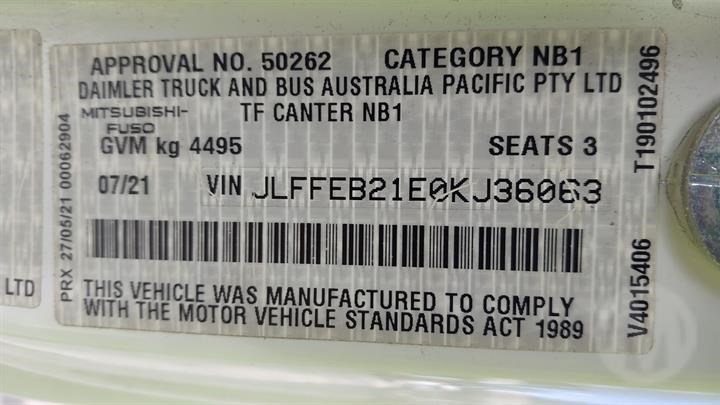 APPROVAL NO. 50262 CATEGORY NB1
DAIMLER TRUCK AND BUS AUSTRALIA PACIFIC PTY LTD
MITSUBISHI-
FUSO
TF CANTER NB1
GVM kg 4495 SEATS 3
07/21 VIN JLFFEB21E0KJ36063
THIS VEHICLE WAS MANUFACTURED TO COMPLY
WITH THE MOTOR VEHICLE STANDARDS ACT 1989
PRX 27/05/21 00062904
V4015406 T190102496
LTD